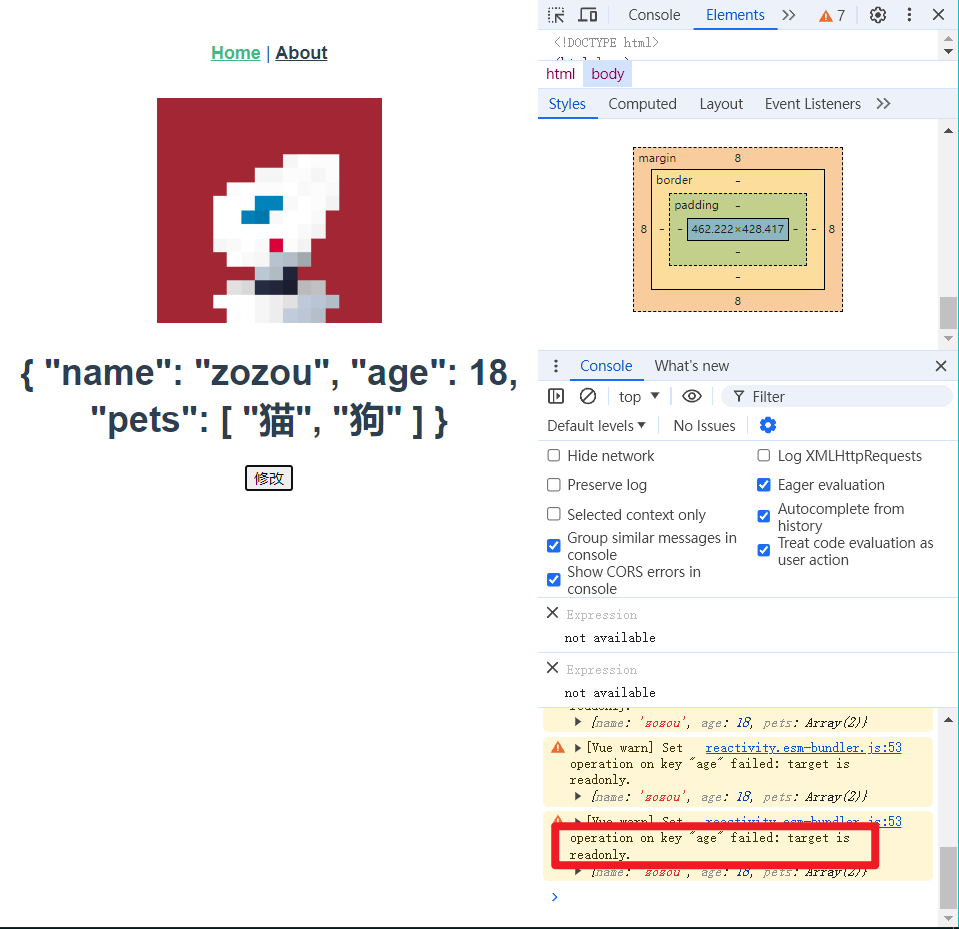 Home | About
{ "name": "zozou", "age": 18,
"pets": [ "猫", "狗" ] }
修改
Console Elements 7
<!DOCTYPE html>
html body
Styles Computed Layout Event Listeners
margin 8
border -
padding -
8 - - 462.222×428.417 - - 8
-
-
8
Console What's new
top Filter
Default levels No Issues
Hide network Log XMLHttpRequests
Preserve log Eager evaluation
Selected context only Autocomplete from
history
Group similar messages in
console Treat code evaluation as
user action
Show CORS errors in
console
Expression
not available
Expression
not available
readonly.
{name: 'zozou', age: 18, pets: Array(2)}
[Vue warn] Set reactivity.esm-bundler.js:53
operation on key "age" failed: target is
readonly.
{name: 'zozou', age: 18, pets: Array(2)}
[Vue warn] Set reactivity.esm-bundler.js:53
operation on key "age" failed: target is
readonly.
{name: 'zozou', age: 18, pets: Array(2)}